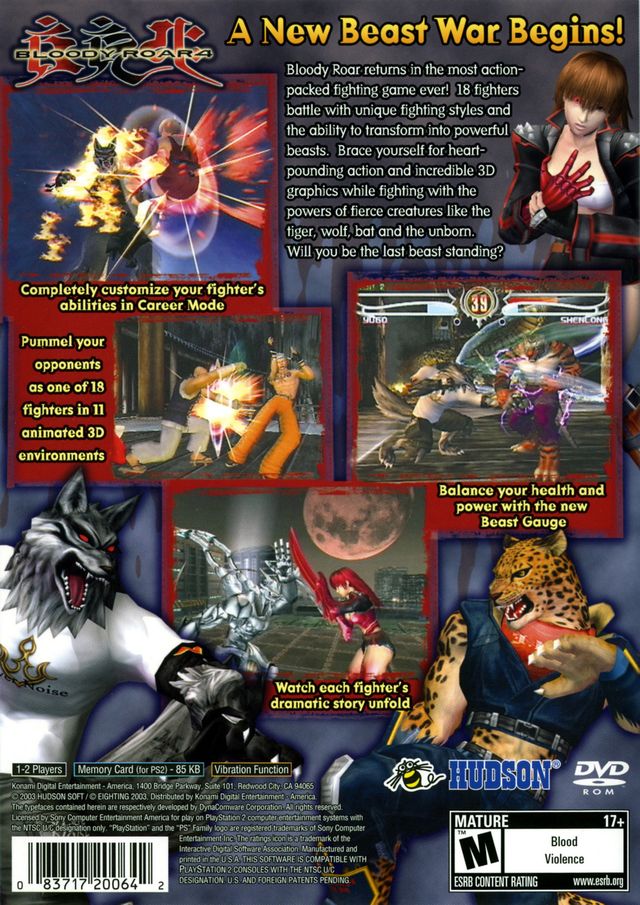 BLOODY ROAR 4
A New Beast War Begins!
Bloody Roar returns in the most action-
packed fighting game ever! 18 fighters
battle with unique fighting styles and
the ability to transform into powerful
beasts. Brace yourself for heart-
pounding action and incredible 3D
graphics while fighting with the
powers of fierce creatures like the
tiger, wolf, bat and the unborn.
Will you be the last beast standing?
Completely customize your fighter's
abilities in Career Mode
Pummel your
opponents
as one of 18
fighters in 11
animated 3D
environments
39
YUGO
SHENLONG
Balance your health and
power with the new
Beast Gauge
Noise
Watch each fighter's
dramatic story unfold
1-2 Players
Memory Card (for PS2) - 85 KB
Vibration Function
Konami Digital Entertainment - America, 1400 Bridge Parkway, Suite 101, Redwood City, CA 94065
© 2003 HUDSON SOFT / © EIGHTING 2003. Distributed by Konami Digital Entertainment - America.
The typefaces contained herein are respectively developed by DynaComware Corporation. All rights reserved.
Licensed by Sony Computer Entertainment America for play on PlayStation 2 computer entertainment systems with
the NTSC U/C designation only. "PlayStation" and the "PS" Family logo are registered trademarks of Sony Computer
Entertainment Inc. The ratings icon is a trademark of the
Interactive Digital Software Association. Manufactured and
printed in the U.S.A. THIS SOFTWARE IS COMPATIBLE WITH
PLAYSTATION 2 CONSOLES WITH THE NTSC U/C
DESIGNATION. U.S. AND FOREIGN PATENTS PENDING.
0 83717 20064 2
HUDSON®
DVD
ROM
MATURE 17+
M
TM
Blood
Violence
ESRB CONTENT RATING www.esrb.org